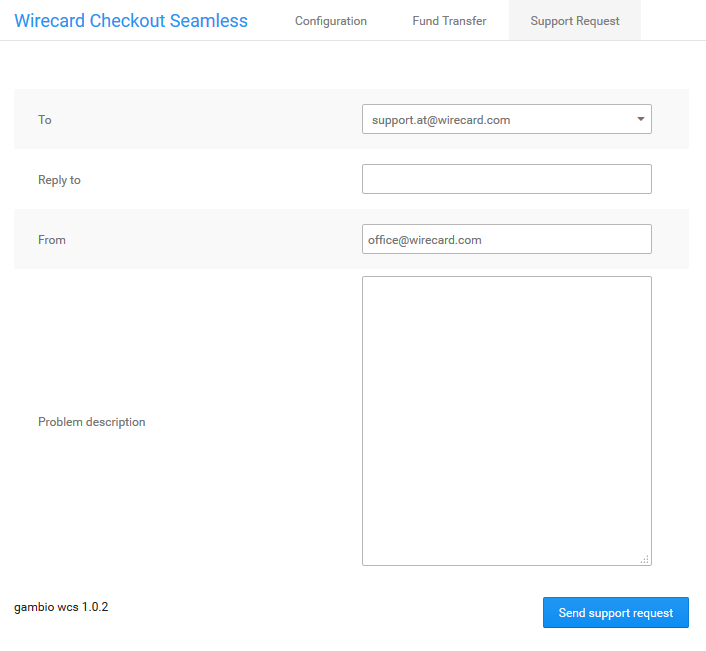 Wirecard Checkout Seamless Configuration Fund Transfer Support Request
To support.at@wirecard.com
Reply to
From office@wirecard.com
Problem description
gambio wcs 1.0.2 Send support request